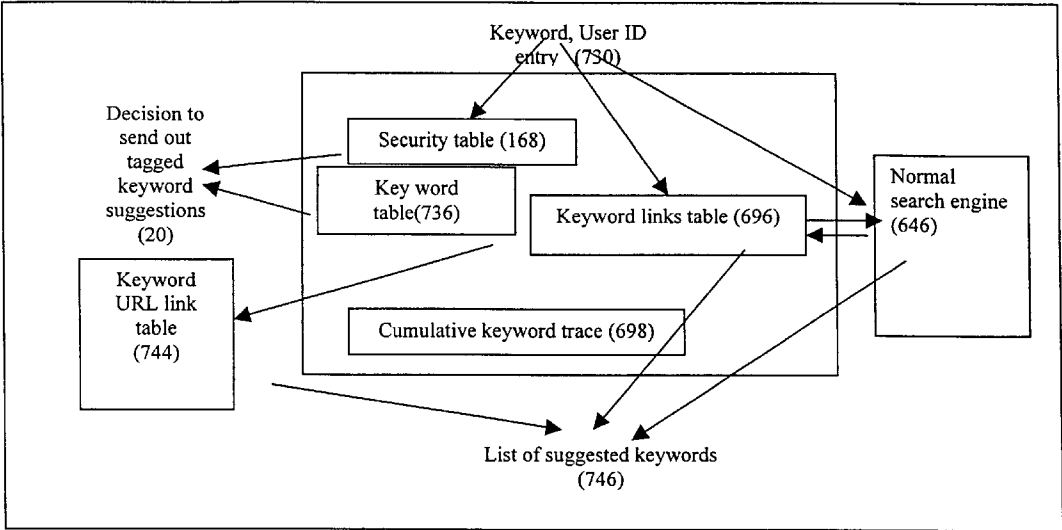 Keyword, User ID
entry (730)
Decision to
send out
tagged
keyword
suggestions
(20)
Security table (168)
Key word
table(736)
Keyword links table (696)
Normal
search engine
(646)
Keyword
URL link
table
(744)
Cumulative keyword trace (698)
List of suggested keywords
(746)